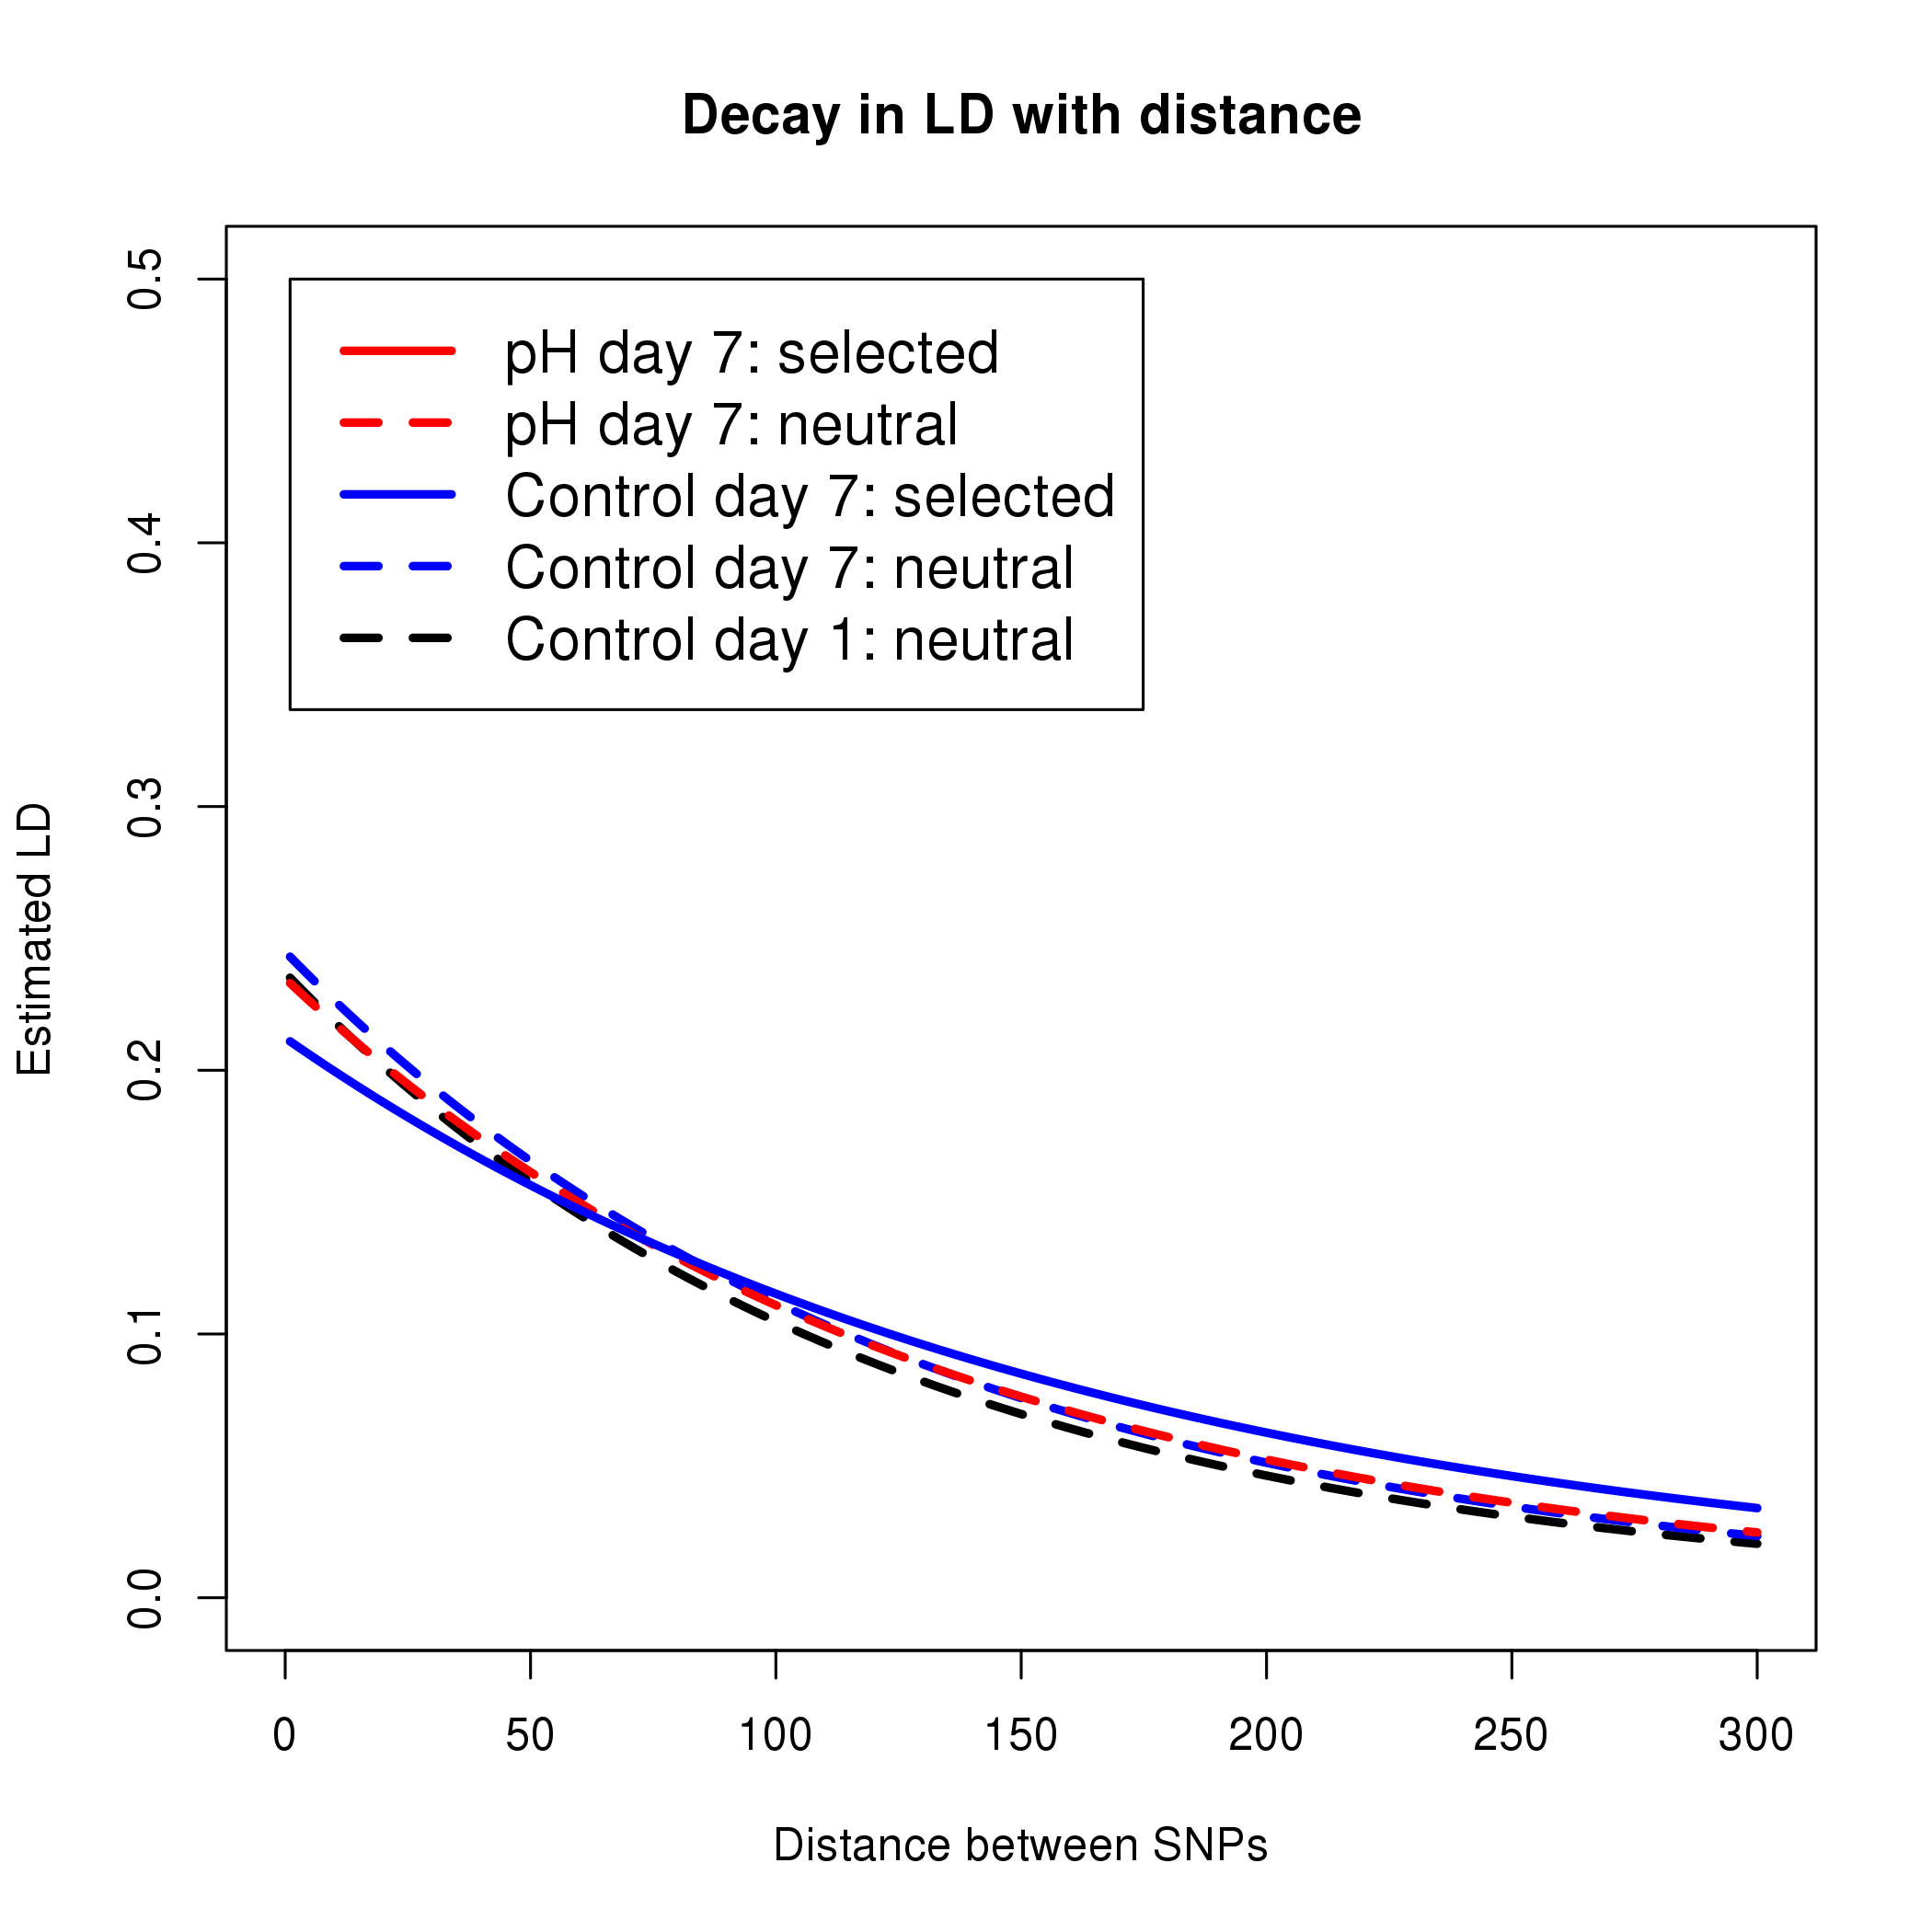 Decay in LD with distance
0.5
0.4
0.3
0.2
0.1
0.0
Estimated LD
pH day 7: selected
pH day 7: neutral
Control day 7: selected
Control day 7: neutral
Control day 1: neutral
0 50 100 150 200 250 300
Distance between SNPs